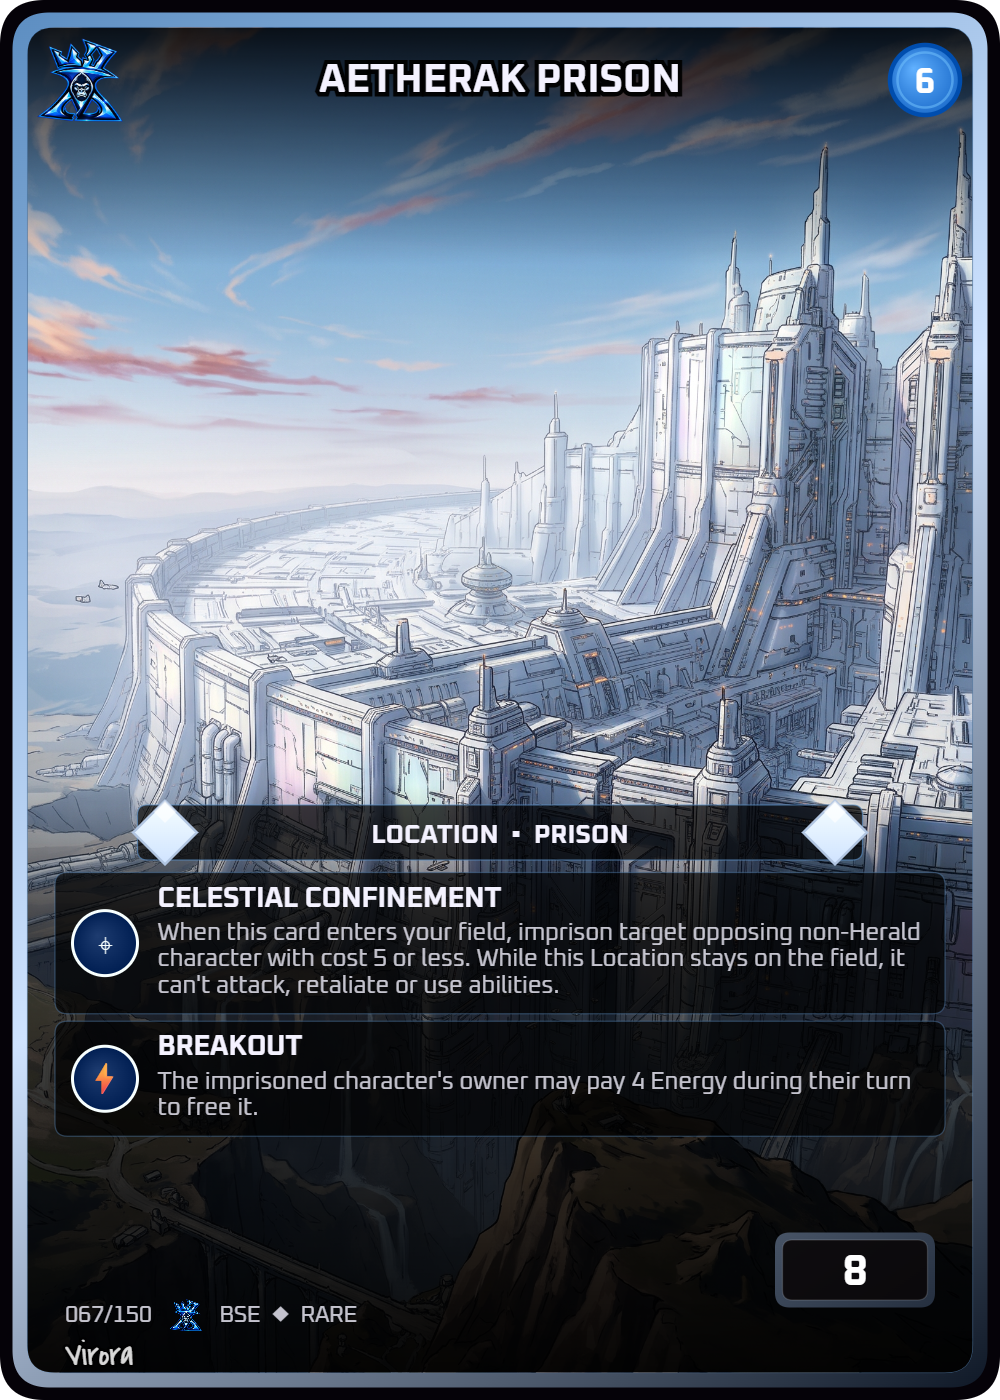 AETHERAK PRISON
6
LOCATION ▪ PRISON
CELESTIAL CONFINEMENT
When this card enters your field, imprison target opposing non-Herald
character with cost 5 or less. While this Location stays on the field, it
can't attack, retaliate or use abilities.
BREAKOUT
The imprisoned character's owner may pay 4 Energy during their turn
to free it.
8
067/150 BSE ◆ RARE
Virora